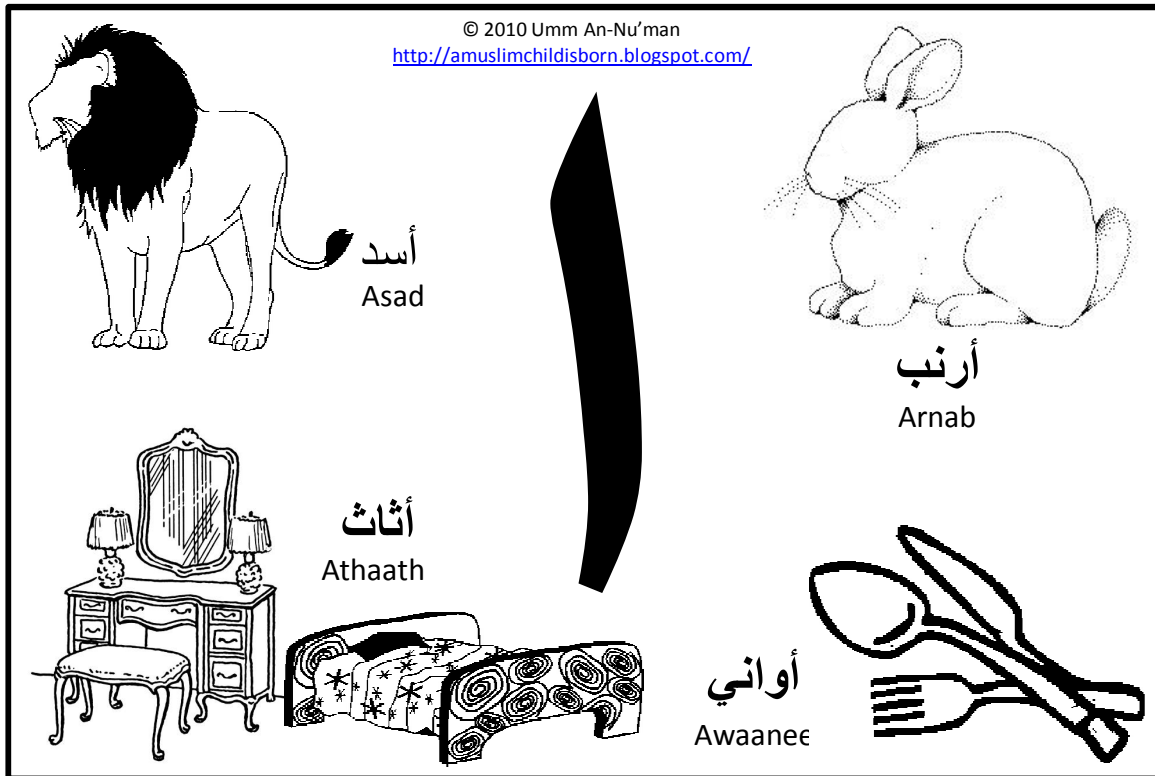 © 2010 Umm An-Nu’man
http://amuslimchildisborn.blogspot.com/
ا
أسد
Asad
أرنب
Arnab
أثاث
Athaath
أواني
Awaanee